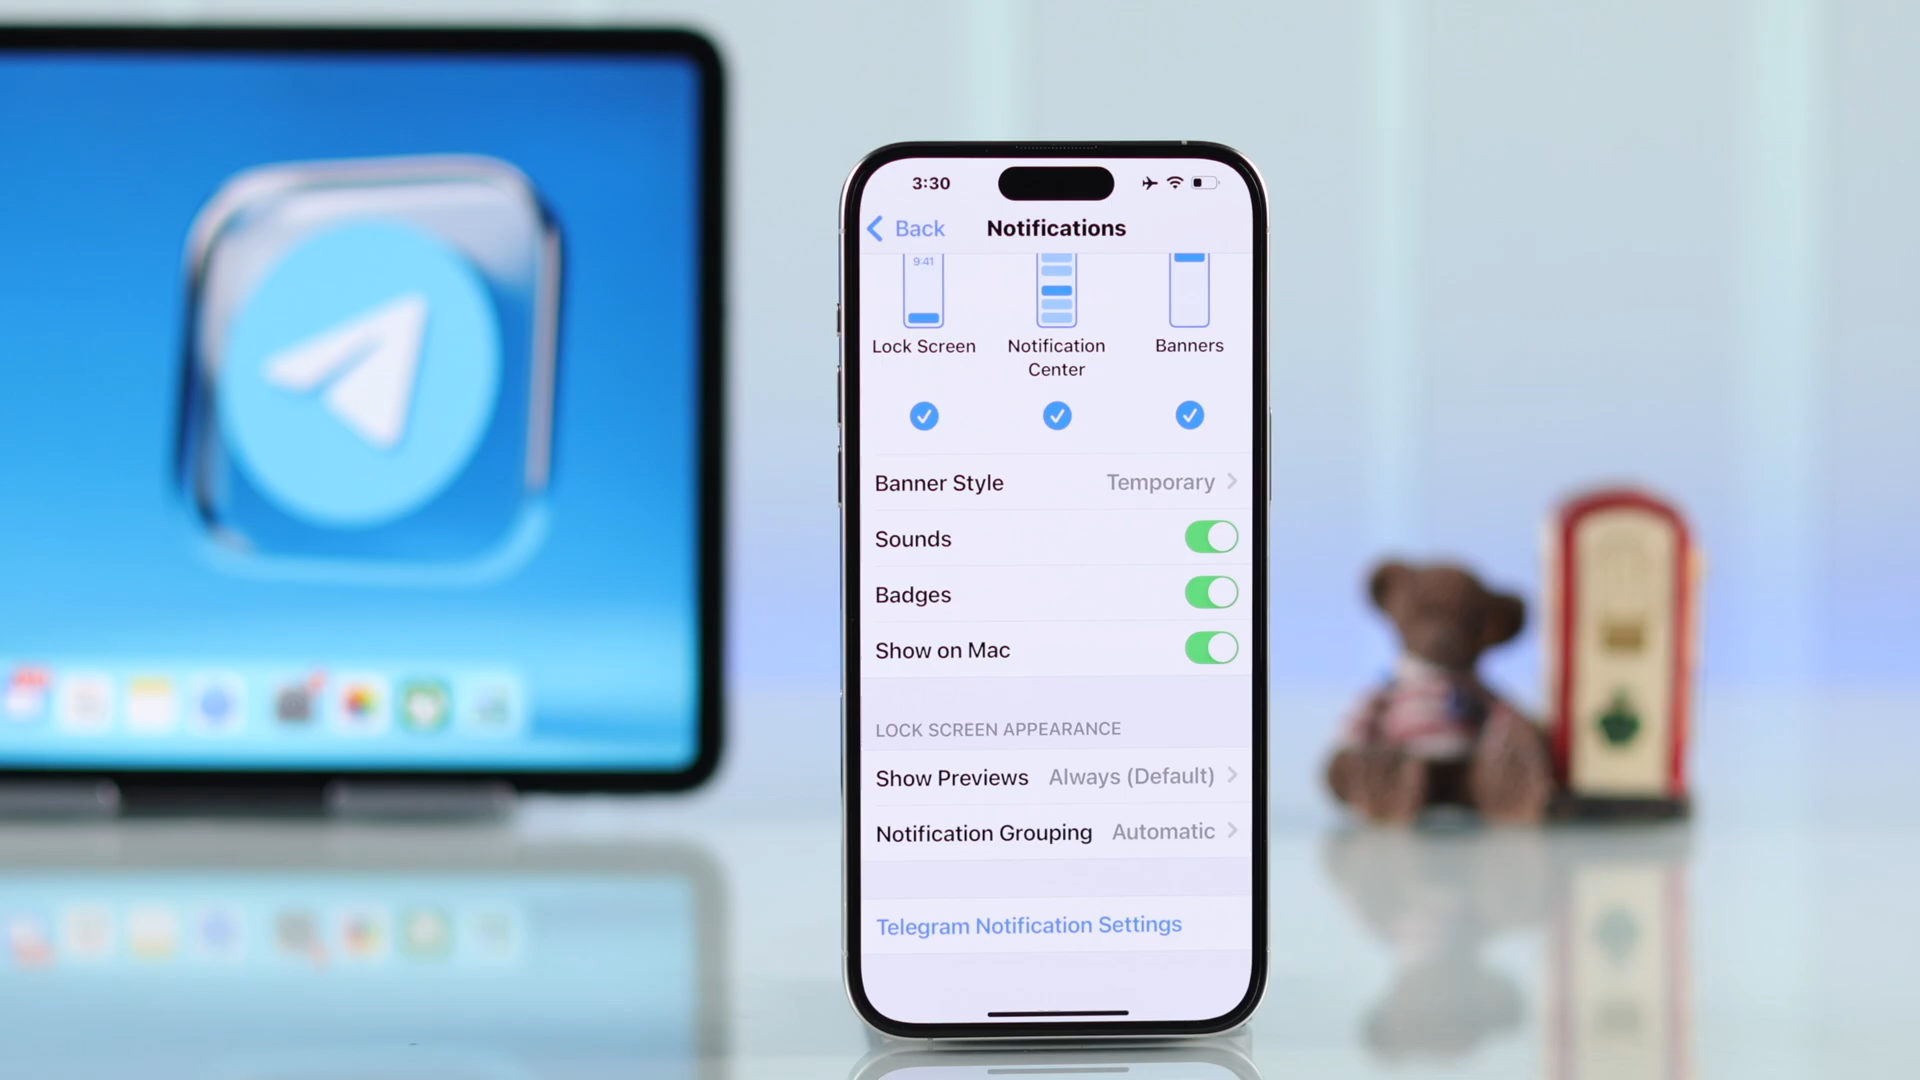 3:30
Back
Notifications
9:41
Lock Screen
Notification
Center
Banners
Banner Style Temporary
Sounds
Badges
Show on Mac
LOCK SCREEN APPEARANCE
Show Previews Always (Default)
Notification Grouping Automatic
Telegram Notification Settings